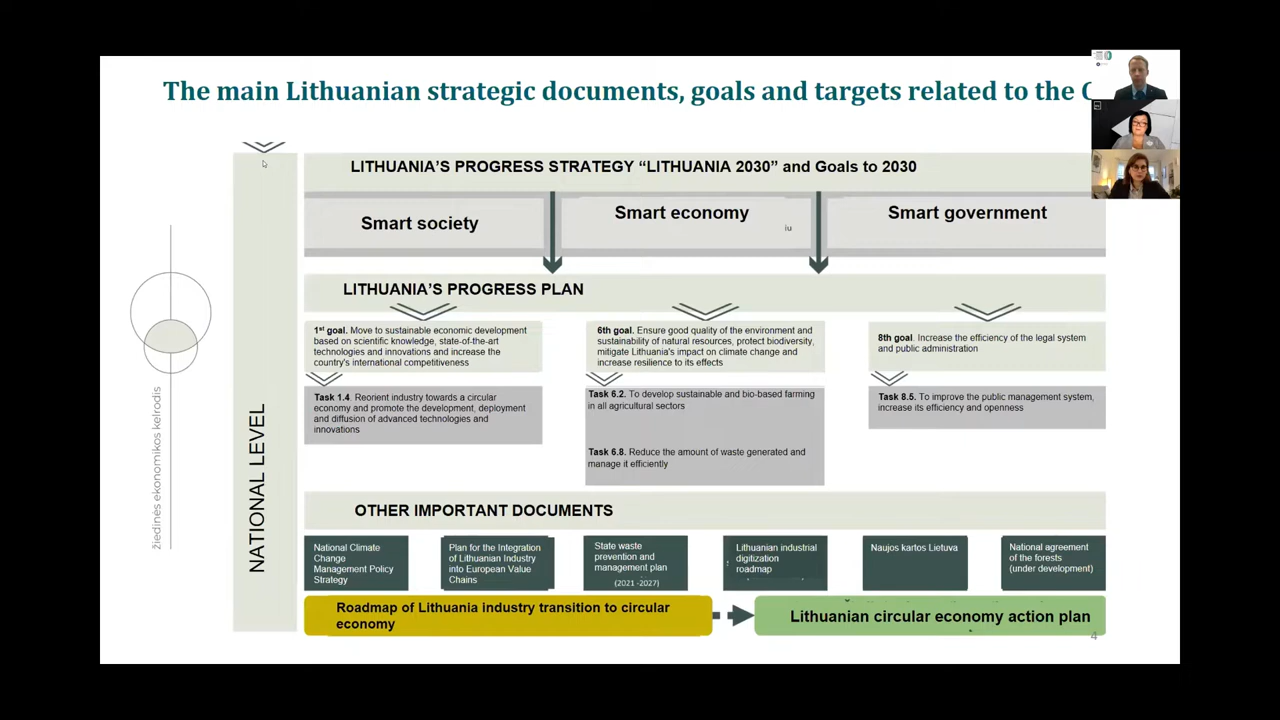 The main Lithuanian strategic documents, goals and targets related to the
LITHUANIA'S PROGRESS STRATEGY “LITHUANIA 2030” and Goals to 2030
Smart society
Smart economy
iu
Smart government
LITHUANIA'S PROGRESS PLAN
1st goal. Move to sustainable economic development
based on scientific knowledge, state-of-the-art
technologies and innovations and increase the
country's international competitiveness
6th goal. Ensure good quality of the environment and
sustainability of natural resources, protect biodiversity,
mitigate Lithuania's impact on climate change and
increase resilience to its effects
8th goal. Increase the efficiency of the legal system
and public administration
Task 1.4. Reorient industry towards a circular
economy and promote the development, deployment
and diffusion of advanced technologies and
innovations
Task 6.2. To develop sustainable and bio-based farming
in all agricultural sectors
Task 6.8. Reduce the amount of waste generated and
manage it efficiently
Task 8.5. To improve the public management system,
increase its efficiency and openness
NATIONAL LEVEL
žiedinės ekonomikos kelrodis
OTHER IMPORTANT DOCUMENTS
National Climate
Change
Management Policy
Strategy
Plan for the Integration
of Lithuanian Industry
into European Value
Chains
State waste
prevention and
management plan
(2021 -2027)
Lithuanian industrial
digitization
roadmap
Naujos kartos Lietuva
National agreement
of the forests
(under development)
Roadmap of Lithuania industry transition to circular
economy
Lithuanian circular economy action plan
4